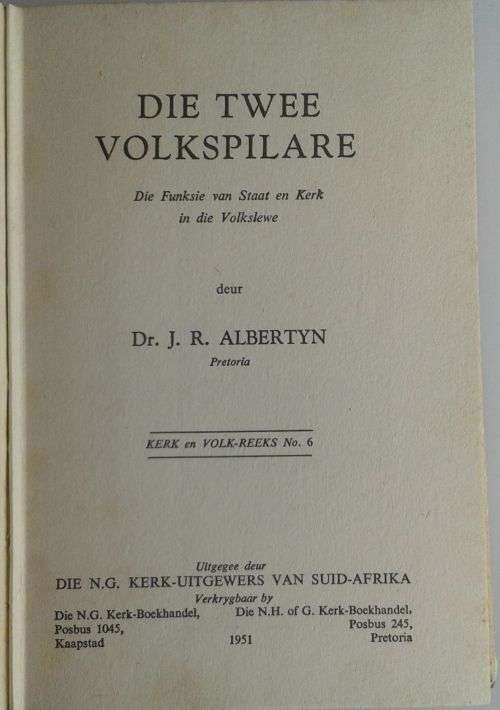 DIE TWEE
VOLKSPILARE
Die Funksie van Staat en Kerk
in die Volkslewe
deur
Dr. J. R. ALBERTYN
Pretoria
KERK en VOLK-REEKS No. 6
Uitgegee deur
DIE N.G. KERK-UITGEWERS VAN SUID-AFRIKA
Verkrygbaar by
Die N.G. Kerk-Boekhandel, Die N.H. of G. Kerk-Boekhandel,
Posbus 1045, Posbus 245,
Kaapstad 1951 Pretoria